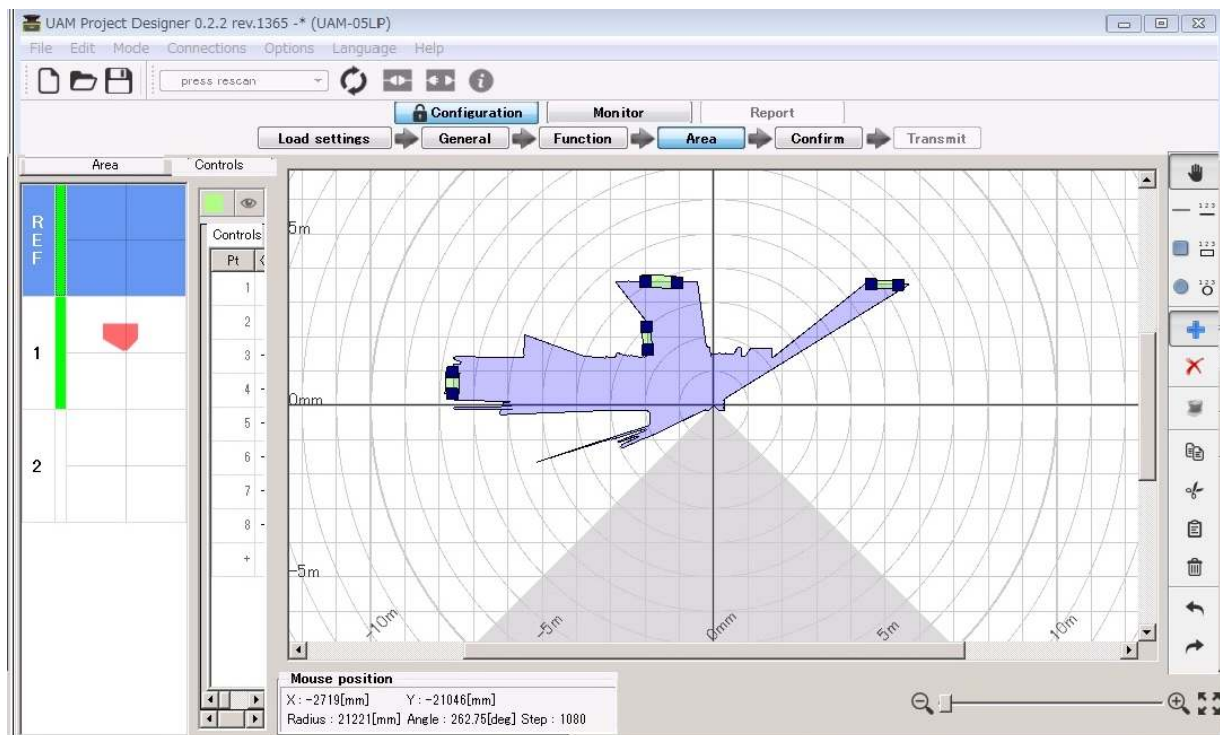 UAM Project Designer 0.2.2 rev.1365 -* (UAM-05LP)
File Edit Mode Connections Options Language Help
press rescan
Configuration Monitor Report
Load settings General Function Area Confirm Transmit
Area Controls
REF
1
2
Controls
Pt
1
2
3 -
4 -
5 -
6 -
7 -
8 -
+
5m
0mm
-5m
-10m -5m 0mm 5m 10m
123
123
123
Mouse position
X : -2719[mm] Y : -21046[mm]
Radius : 21221[mm] Angle : 262.75[deg] Step : 1080